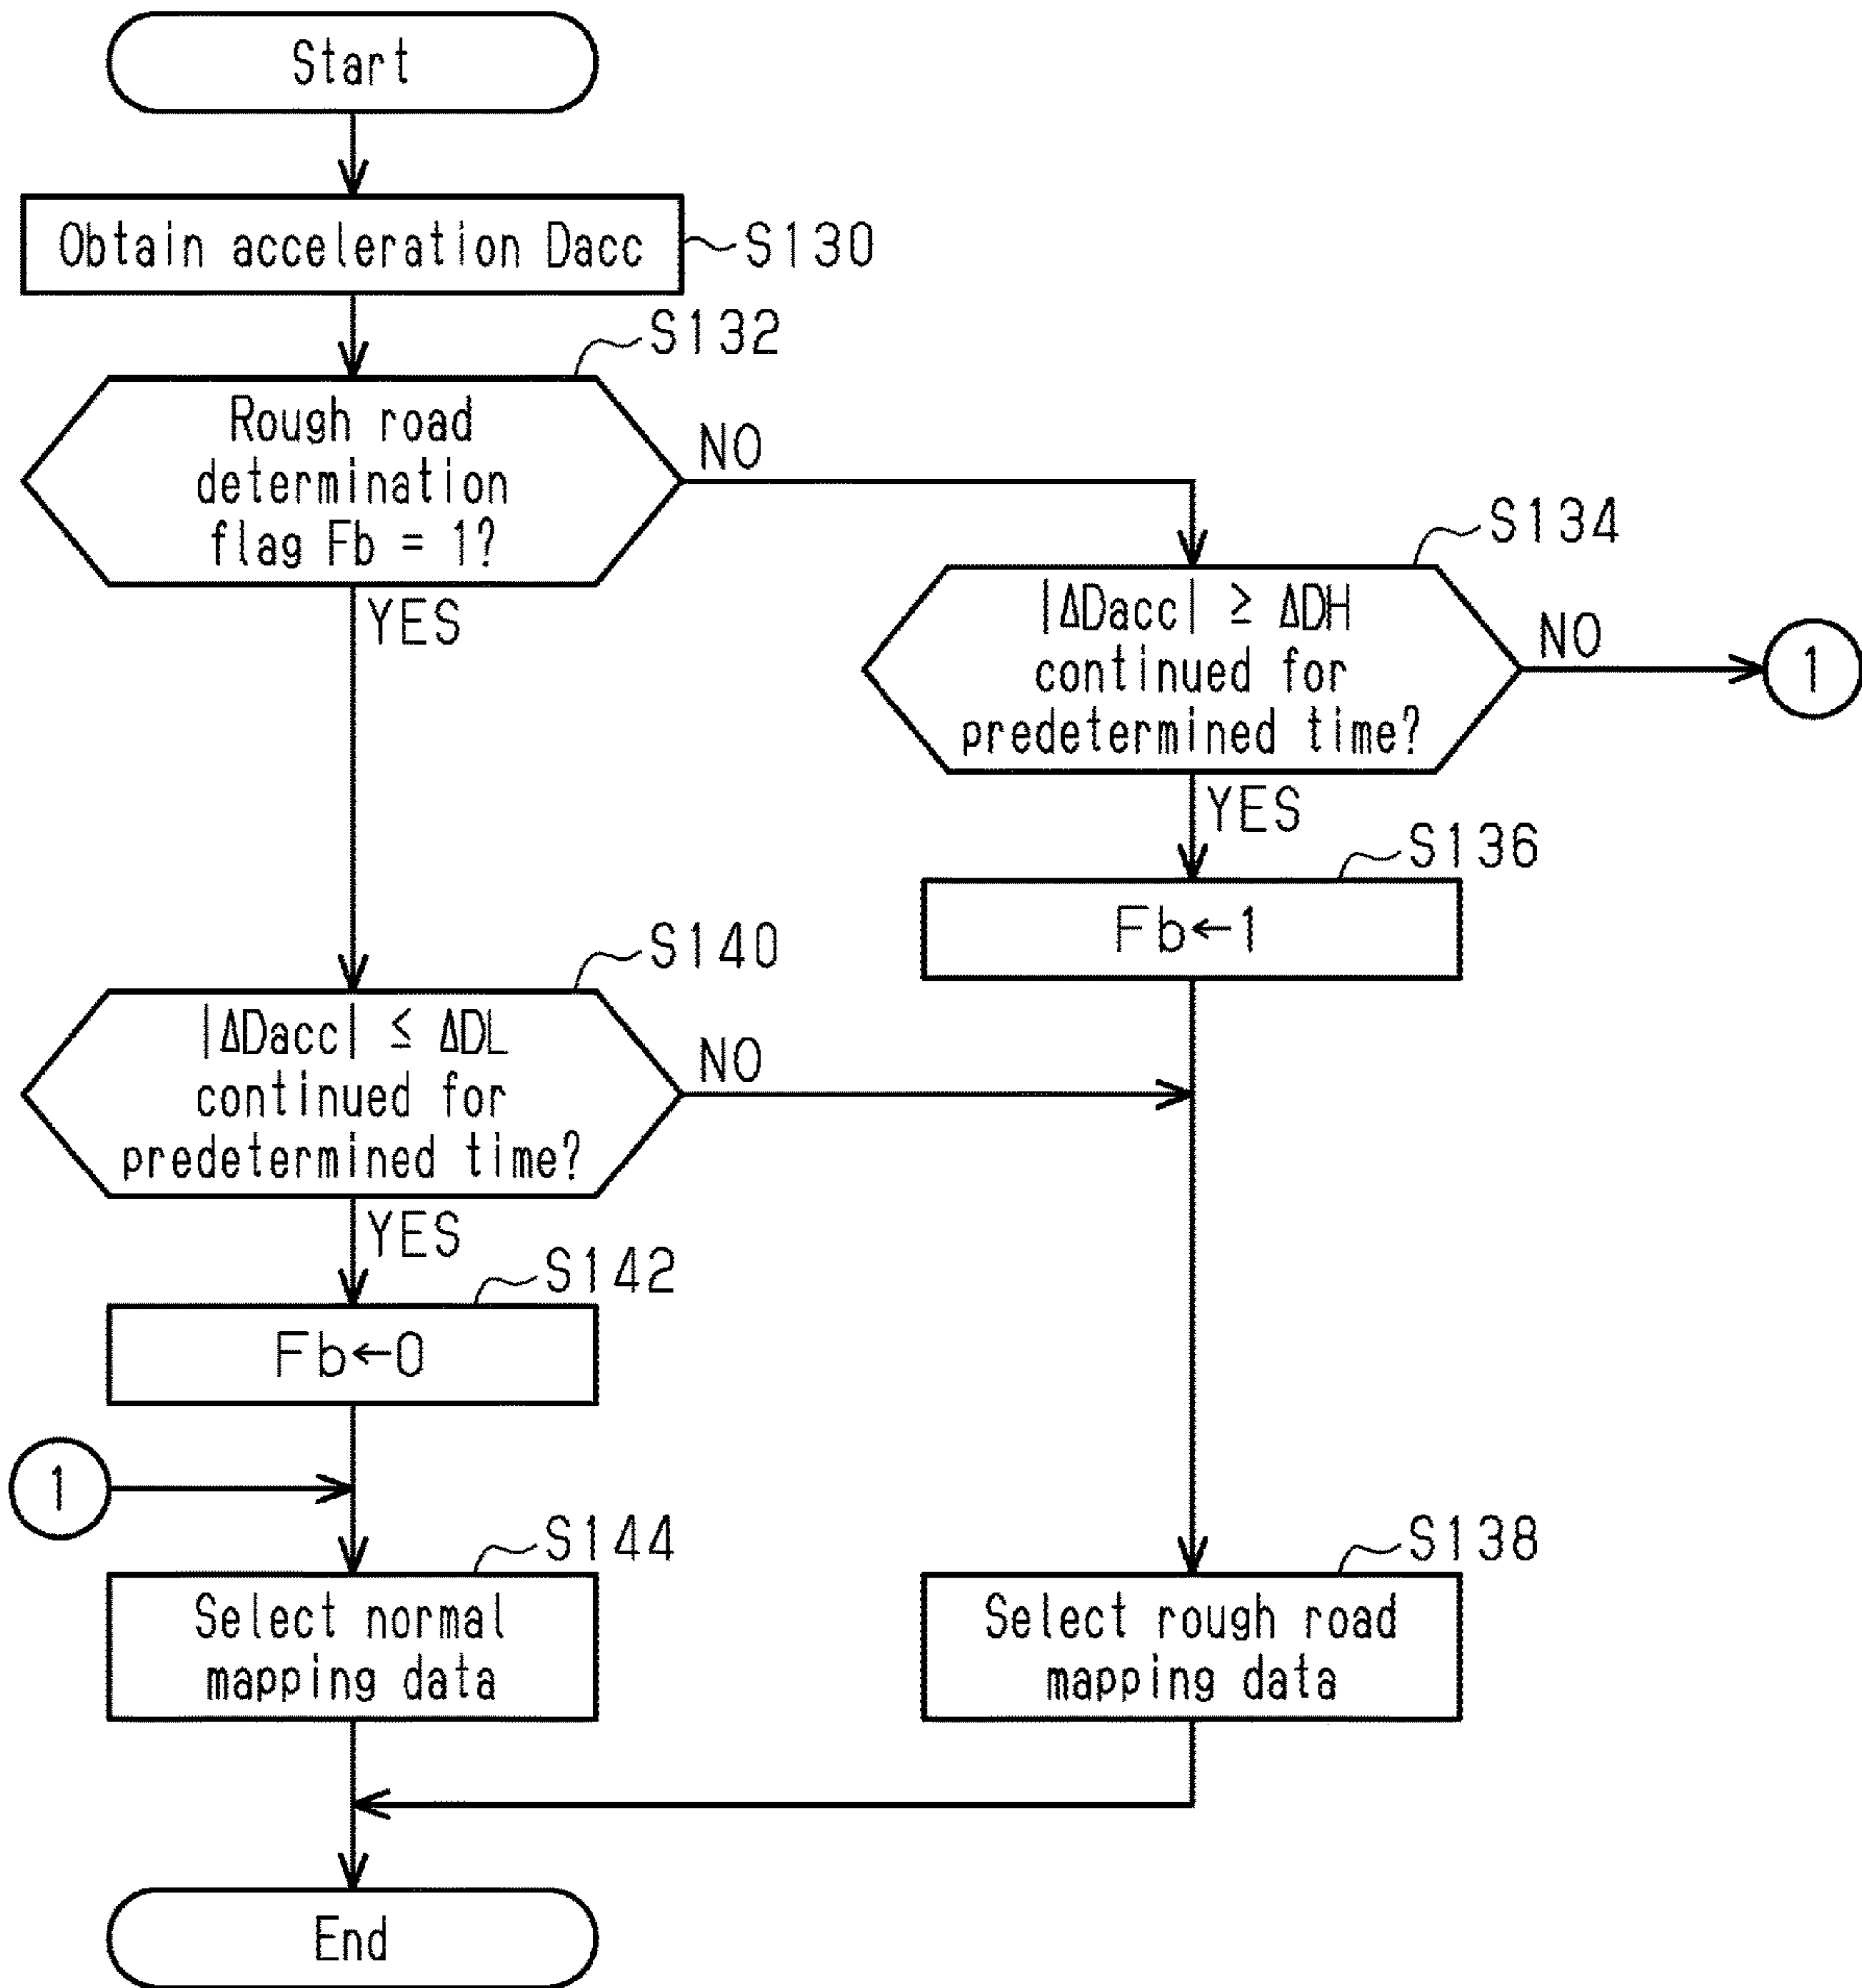 Start
Obtain acceleration Dacc
S130
S132
Rough road
determination
flag Fb = 1?
NO
YES
S134
|ΔDacc| ≥ ΔDH
continued for
predetermined time?
NO
1
YES
S136
Fb←1
S140
|ΔDacc| ≤ ΔDL
continued for
predetermined time?
NO
YES
S142
Fb←0
1
S144
Select normal
mapping data
S138
Select rough road
mapping data
End